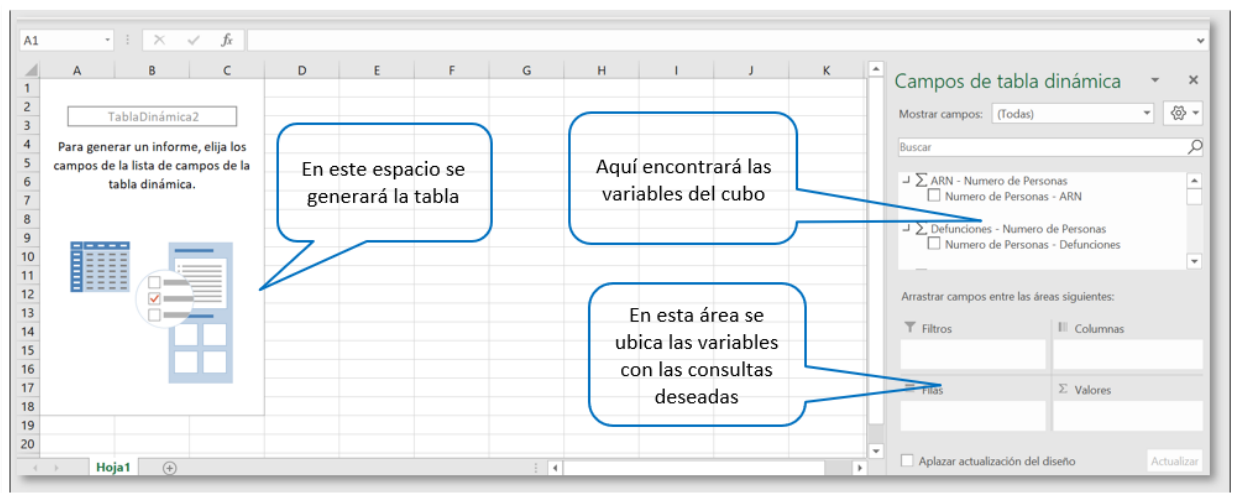 A1
fx
A B C D E F G H I J K
1
2
3
4
5
6
7
8
9
10
11
12
13
14
15
16
17
18
19
20
TablaDinámica2
Para generar un informe, elija los
campos de la lista de campos de la
tabla dinámica.
En este espacio se
generará la tabla
Aquí encontrará las
variables del cubo
En esta área se
ubica las variables
con las consultas
deseadas
Hoja1
Campos de tabla dinámica
Mostrar campos: (Todas)
Buscar
∑ ARN - Numero de Personas
Numero de Personas - ARN
∑ Defunciones - Numero de Personas
Numero de Personas - Defunciones
Arrastrar campos entre las áreas siguientes:
Filtros
Columnas
Filas
Σ Valores
Aplazar actualización del diseño
Actualizar